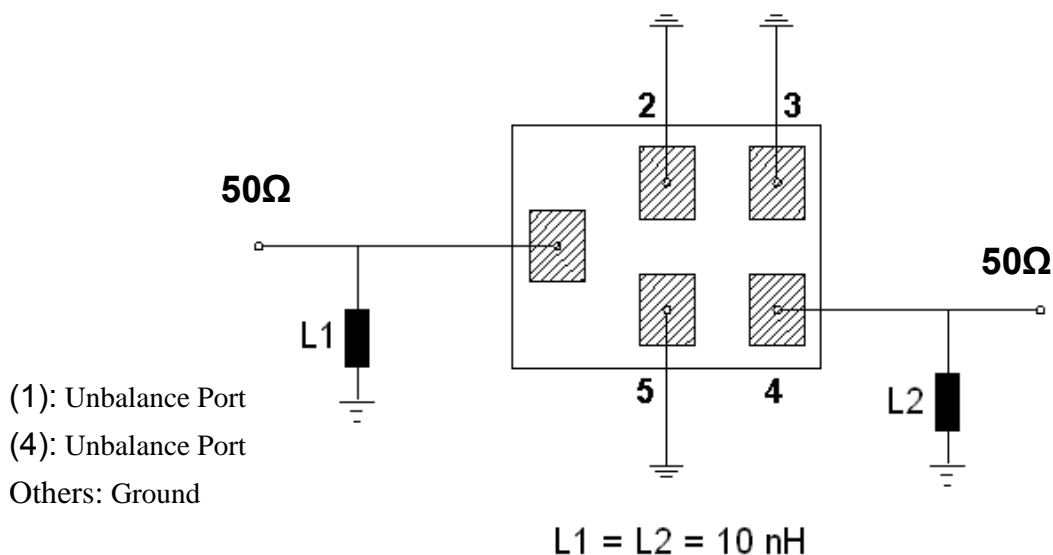 2 3
50Ω
50Ω
L1
5 4
L2
(1): Unbalance Port
(4): Unbalance Port
Others: Ground
L1 = L2 = 10 nH